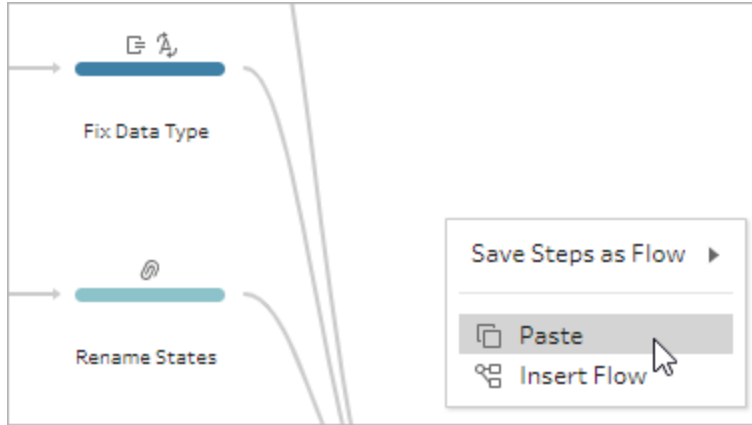 Fix Data Type
Rename States
Save Steps as Flow
Paste
Insert Flow